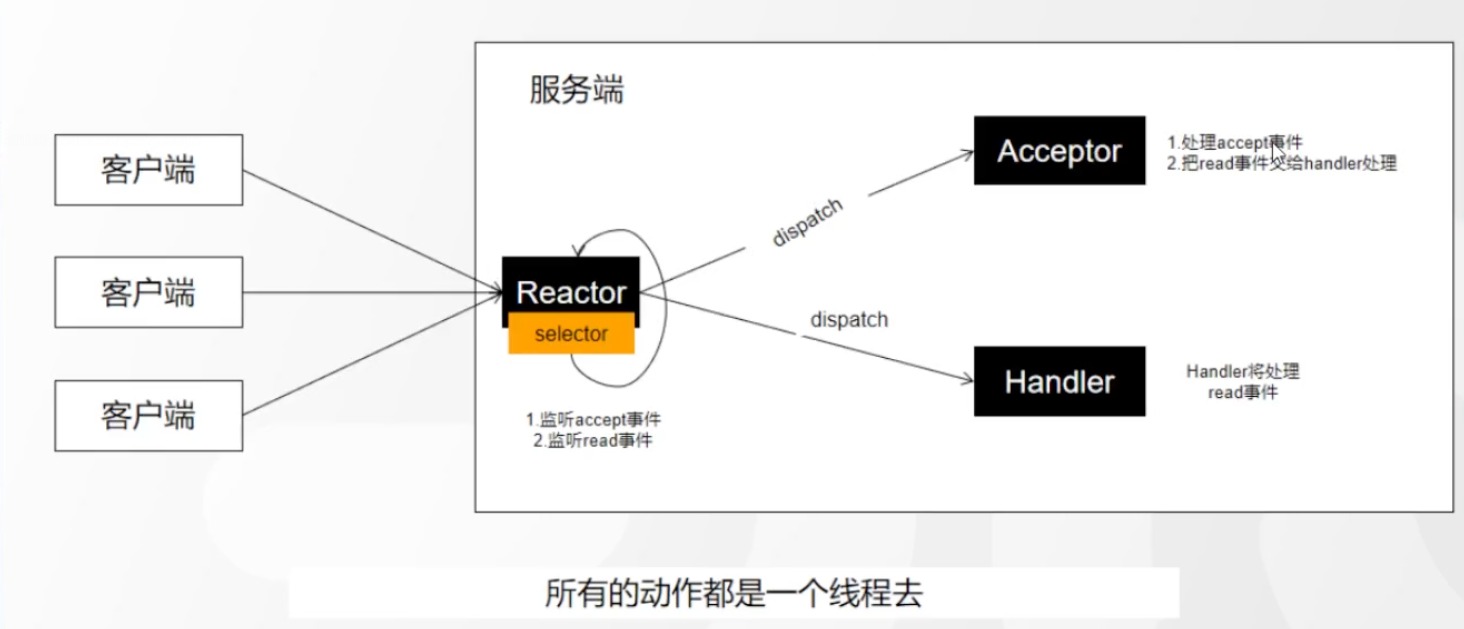 服务端
客户端
客户端
客户端
Reactor
selector
1.监听accept事件
2.监听read事件
dispatch
dispatch
Acceptor
1.处理accept事件
2.把read事件交给handler处理
Handler
Handler将处理
read事件
所有的动作都是一个线程去